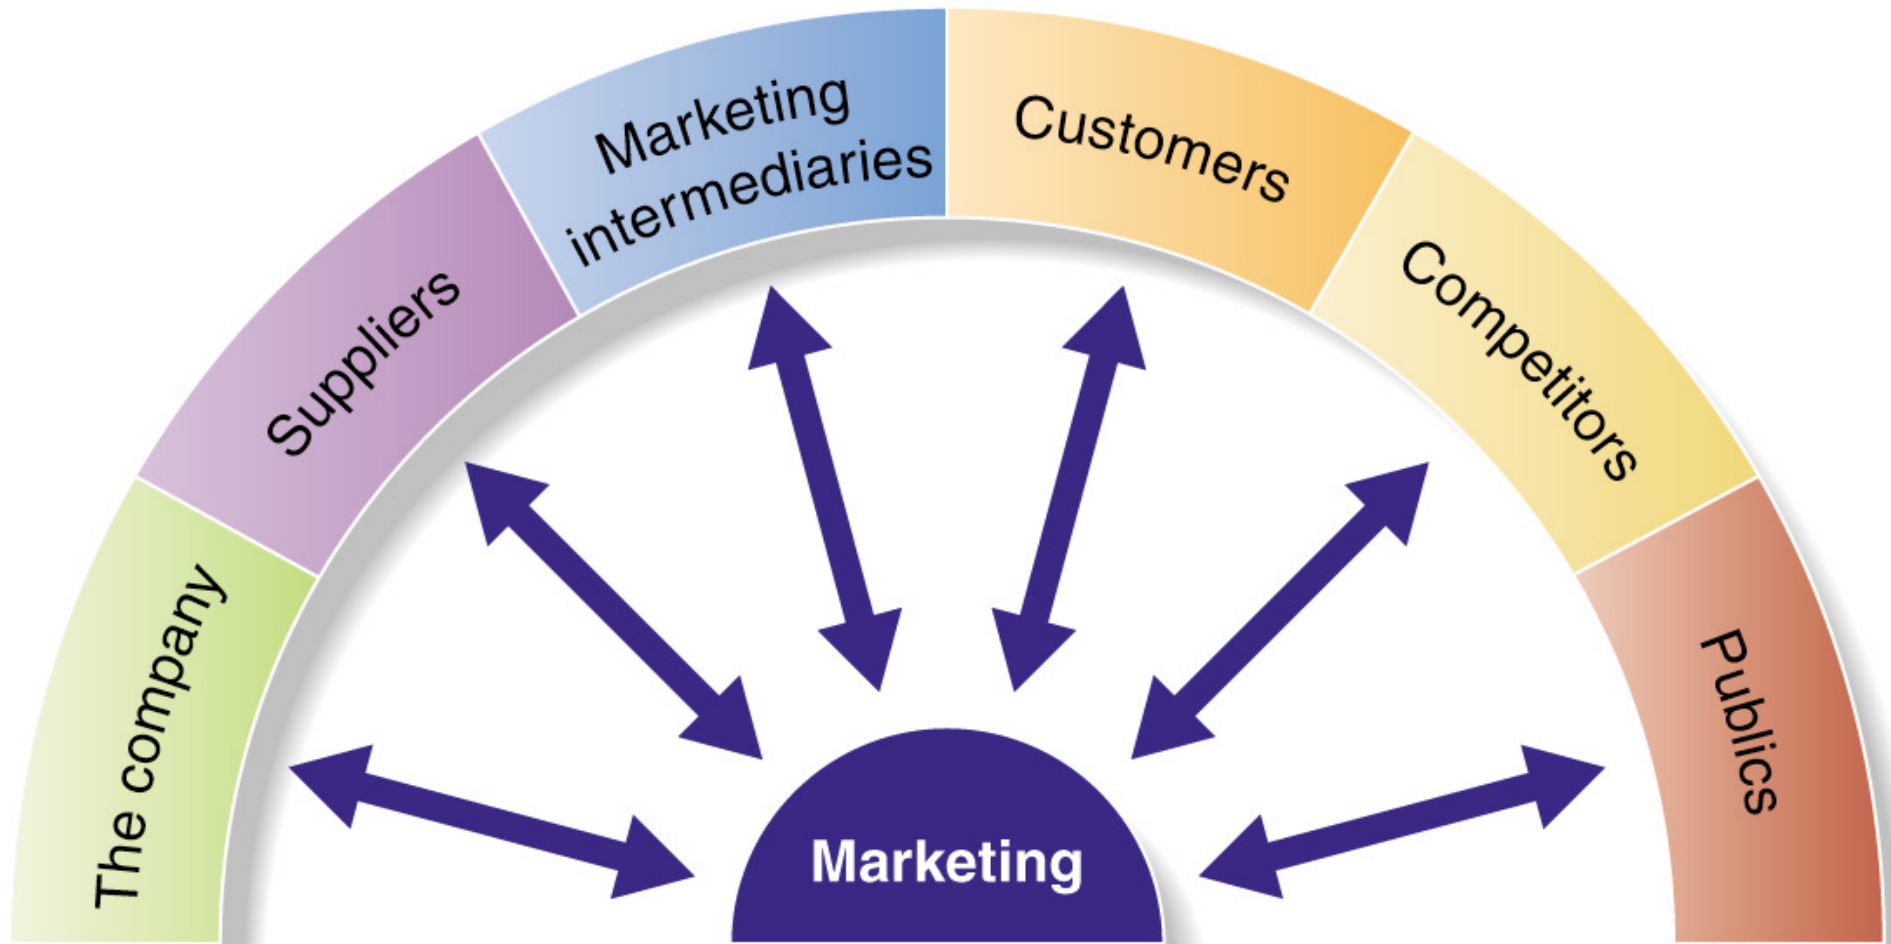 The company
Suppliers
Marketing
intermediaries
Customers
Competitors
Publics
Marketing